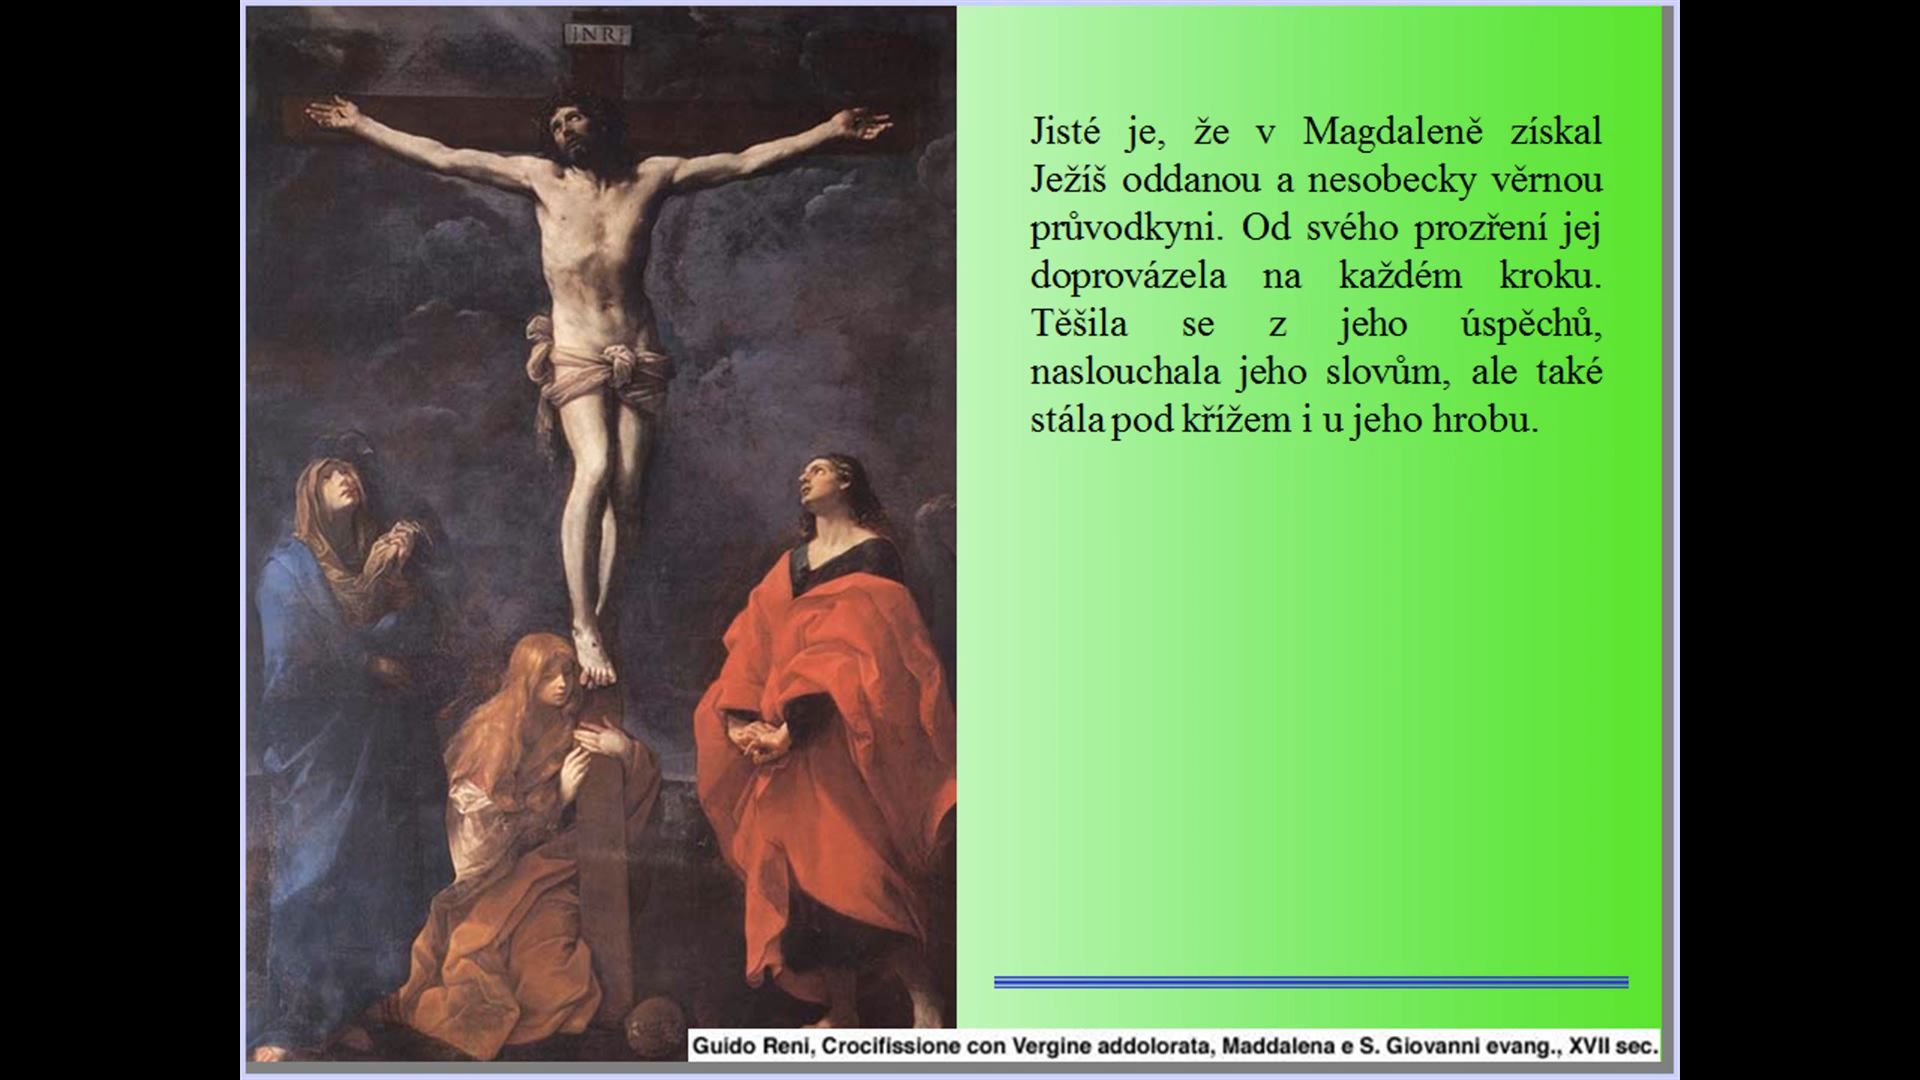 INRI
Jisté je, že v Magdaleně získal
Ježíš oddanou a nesobecky věrnou
průvodkyni. Od svého prozření jej
doprovázela na každém kroku.
Těšila se z jeho úspěchů,
naslouchala jeho slovům, ale také
stála pod křížem i u jeho hrobu.
Guido Reni, Crocifissione con Vergine addolorata, Maddalena e S. Giovanni evang., XVII sec.